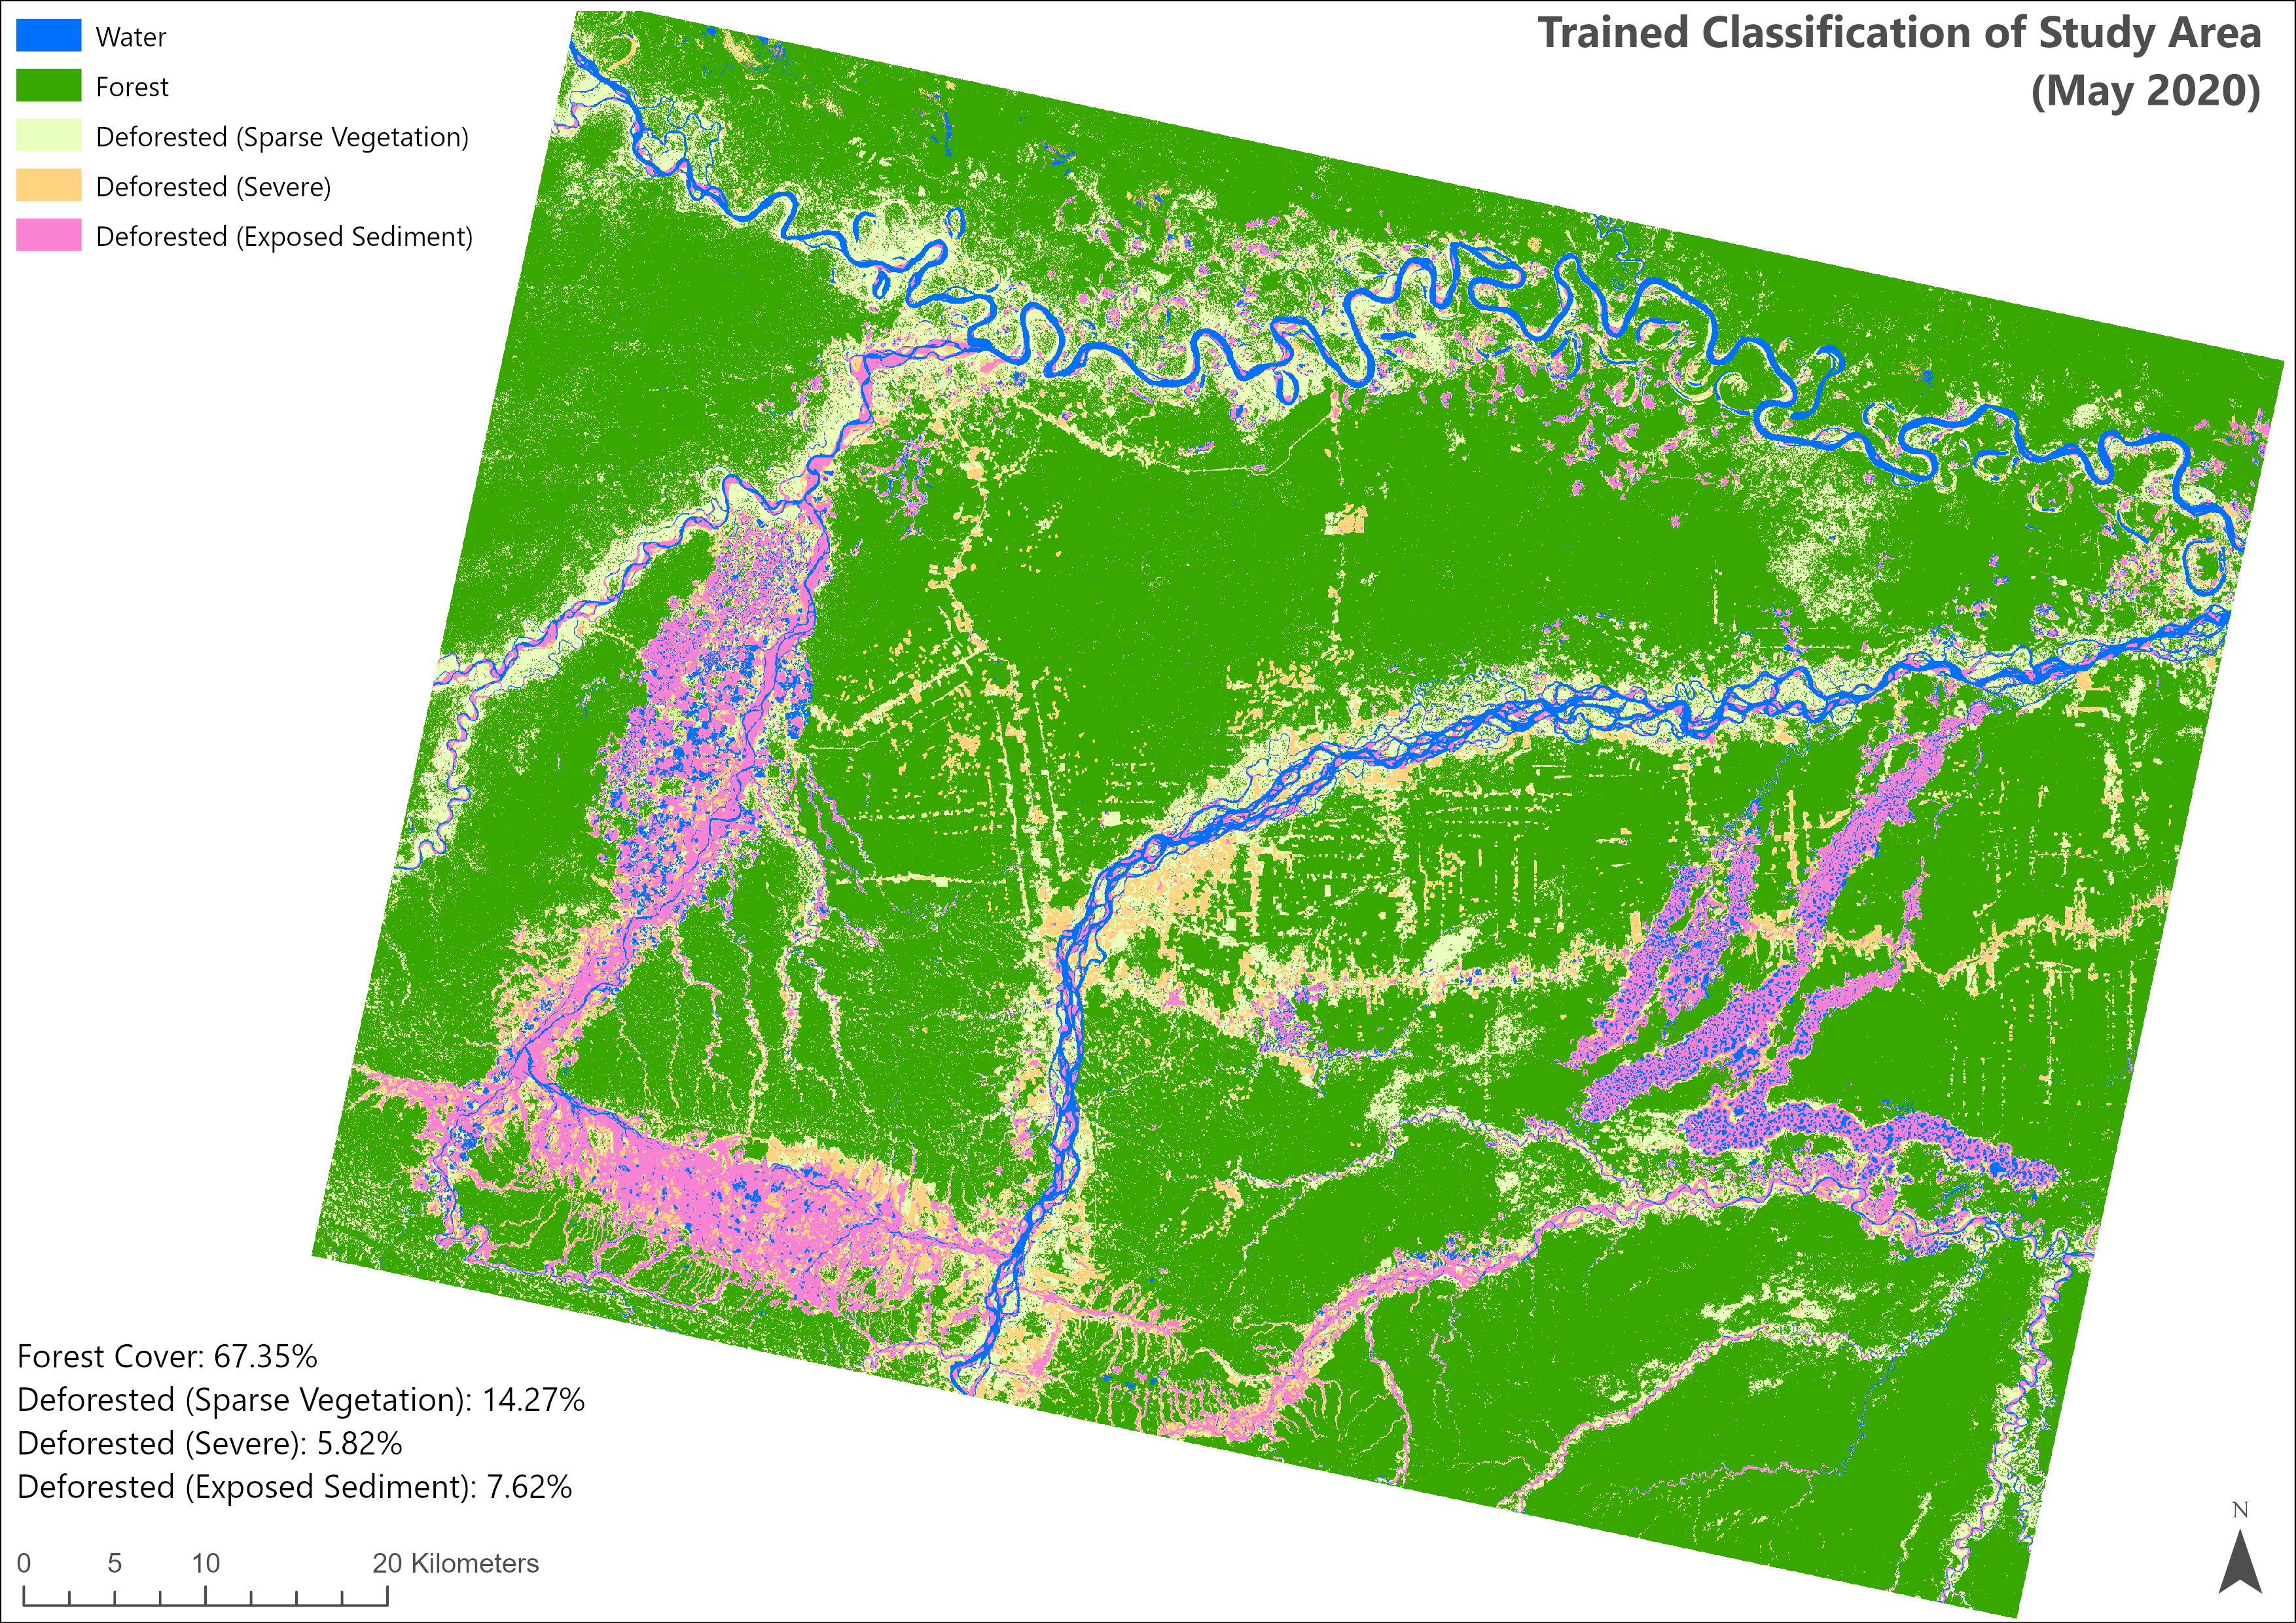 Trained Classification of Study Area
(May 2020)
Water
Forest
Deforested (Sparse Vegetation)
Deforested (Severe)
Deforested (Exposed Sediment)
Forest Cover: 67.35%
Deforested (Sparse Vegetation): 14.27%
Deforested (Severe): 5.82%
Deforested (Exposed Sediment): 7.62%
0 5 10 20 Kilometers
N